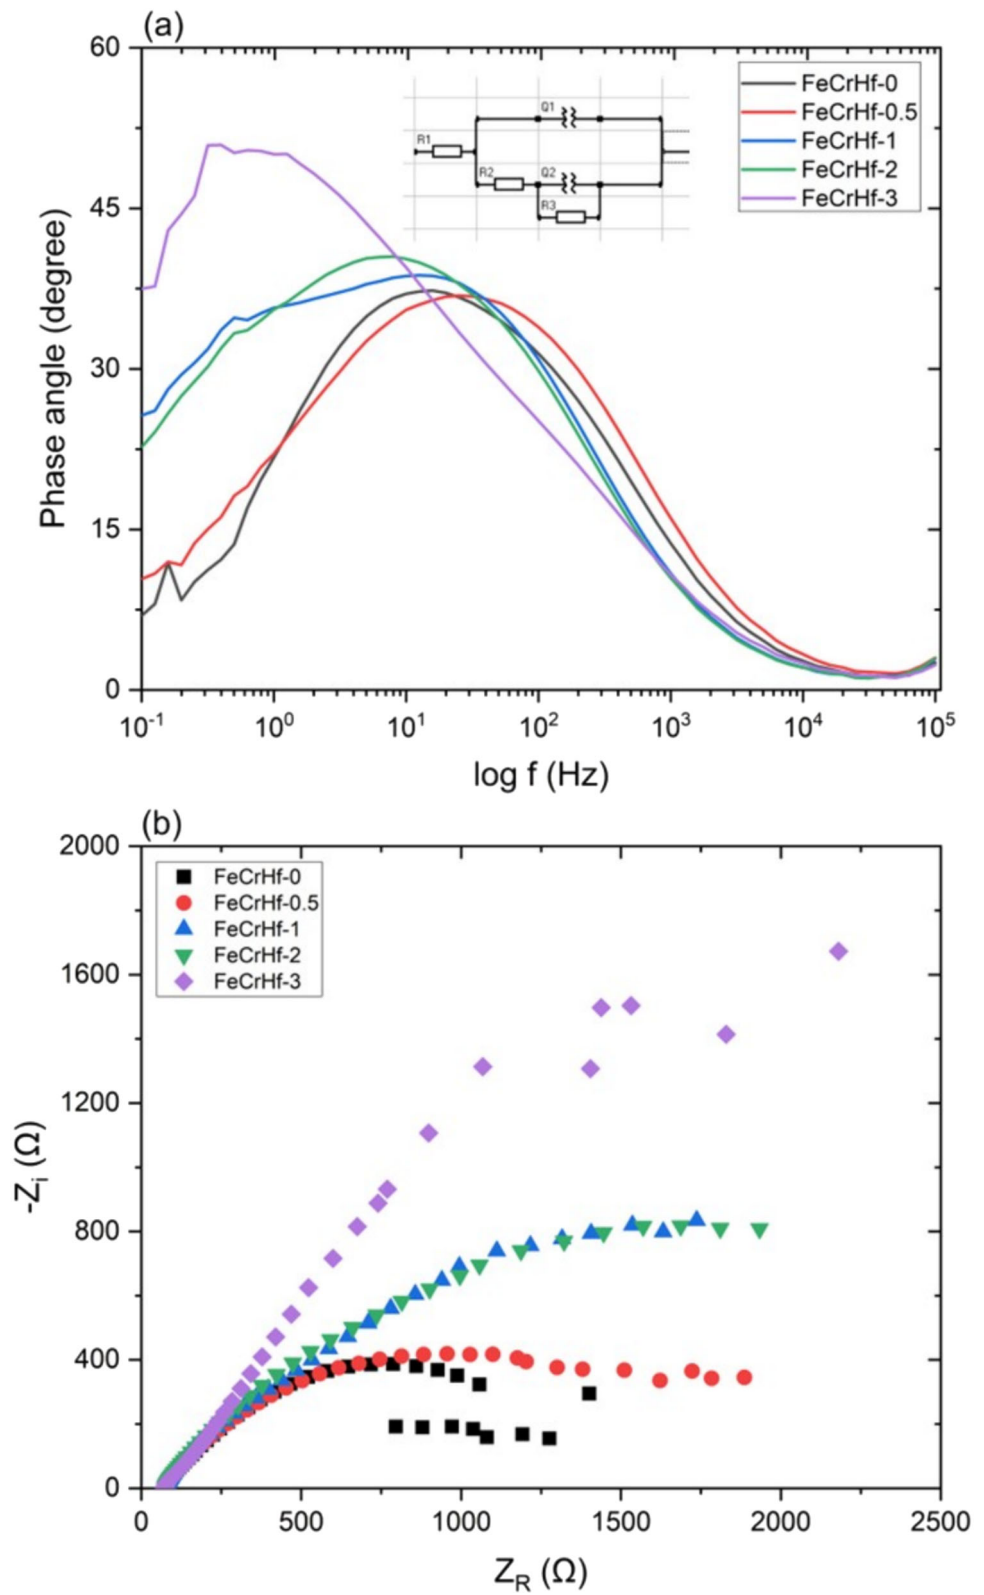 (a)
60
45
30
15
0
Phase angle (degree)
R1
Q1
R2
Q2
R3
FeCrHf-0
FeCrHf-0.5
FeCrHf-1
FeCrHf-2
FeCrHf-3
10⁻¹ 10⁰ 10¹ 10² 10³ 10⁴ 10⁵
log f (Hz)
(b)
2000
1600
1200
800
400
0
-Zᵢ (Ω)
FeCrHf-0
FeCrHf-0.5
FeCrHf-1
FeCrHf-2
FeCrHf-3
0 500 1000 1500 2000 2500
Z_R (Ω)